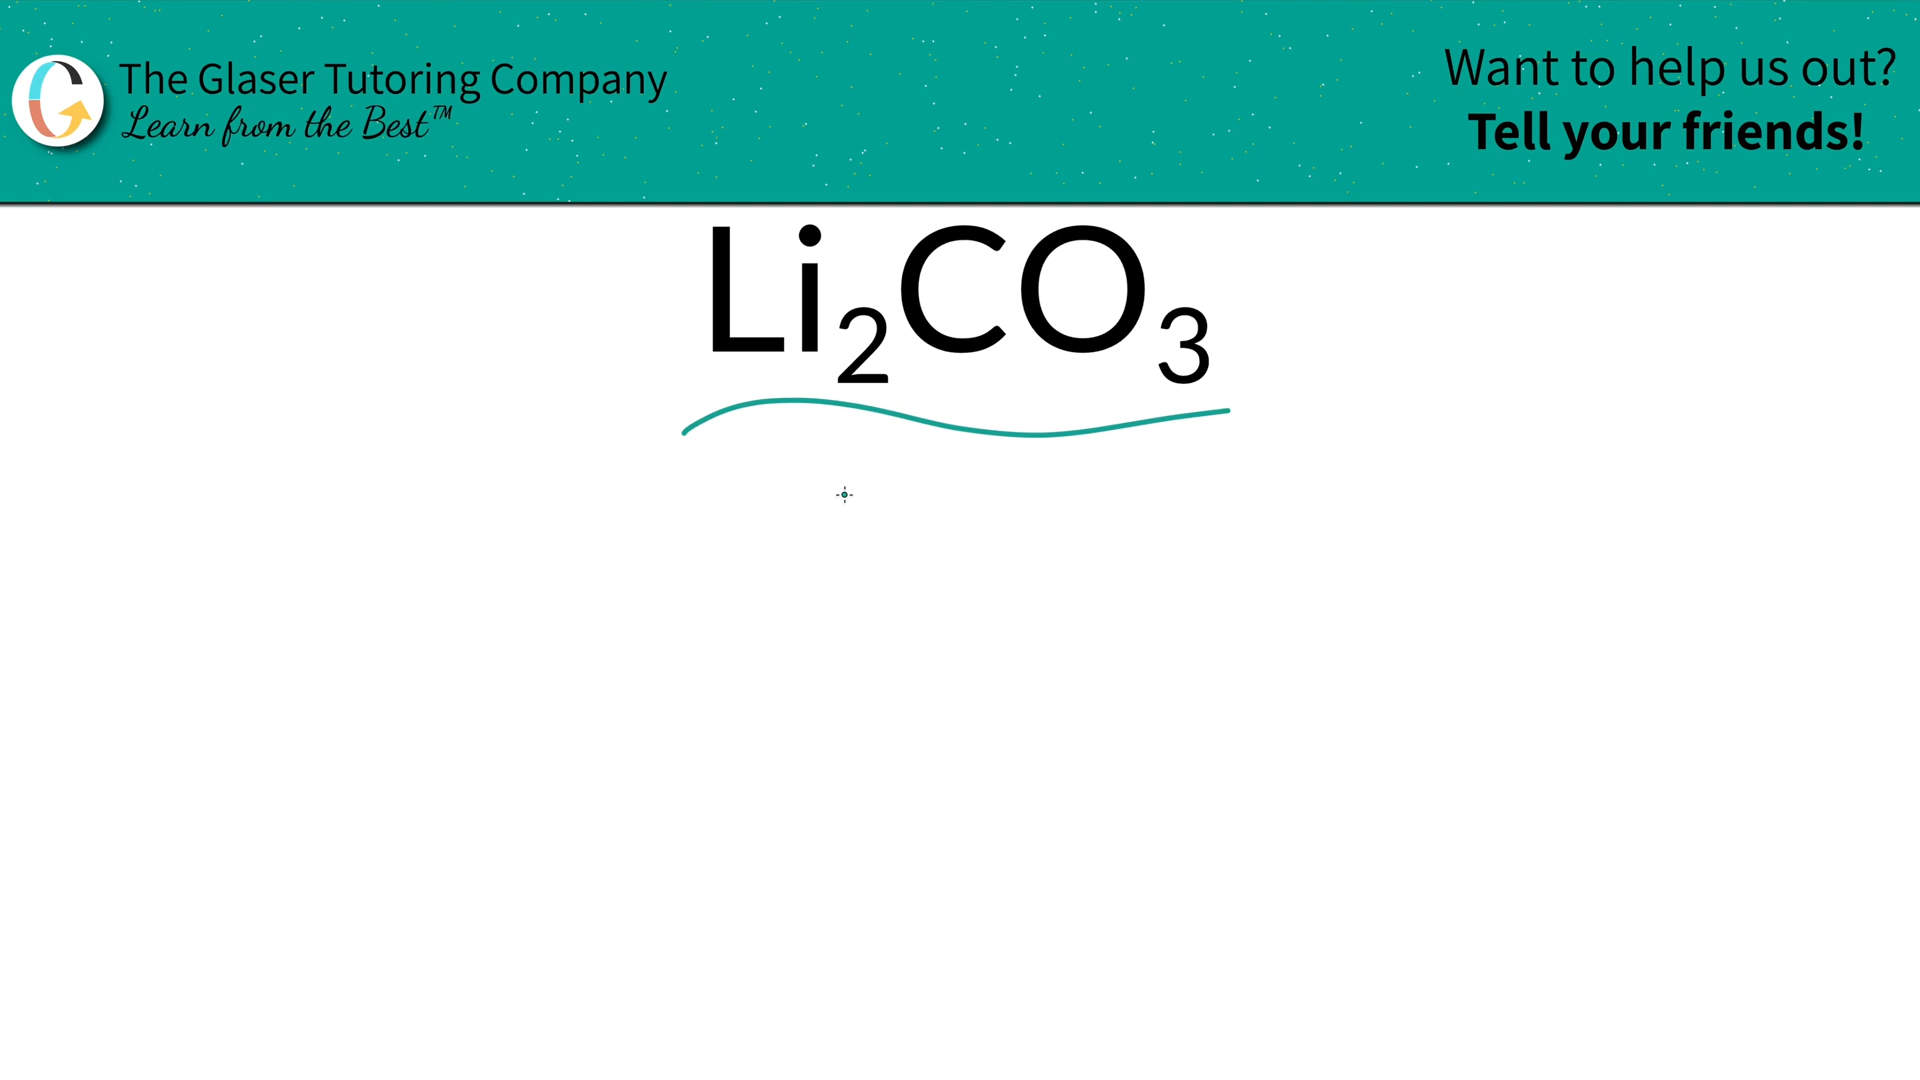 The Glaser Tutoring Company
Learn from the Best™
Want to help us out?
Tell your friends!
Li₂CO₃